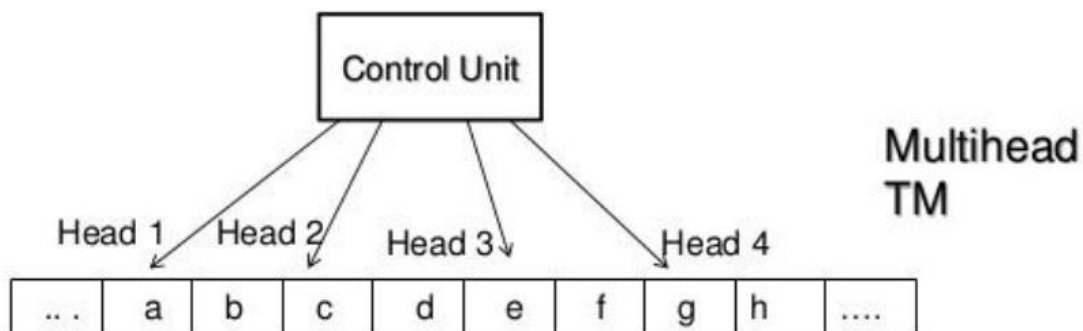 Control Unit
Multihead
TM
Head 1 Head 2 Head 3 Head 4
.. . a b c d e f g h ....